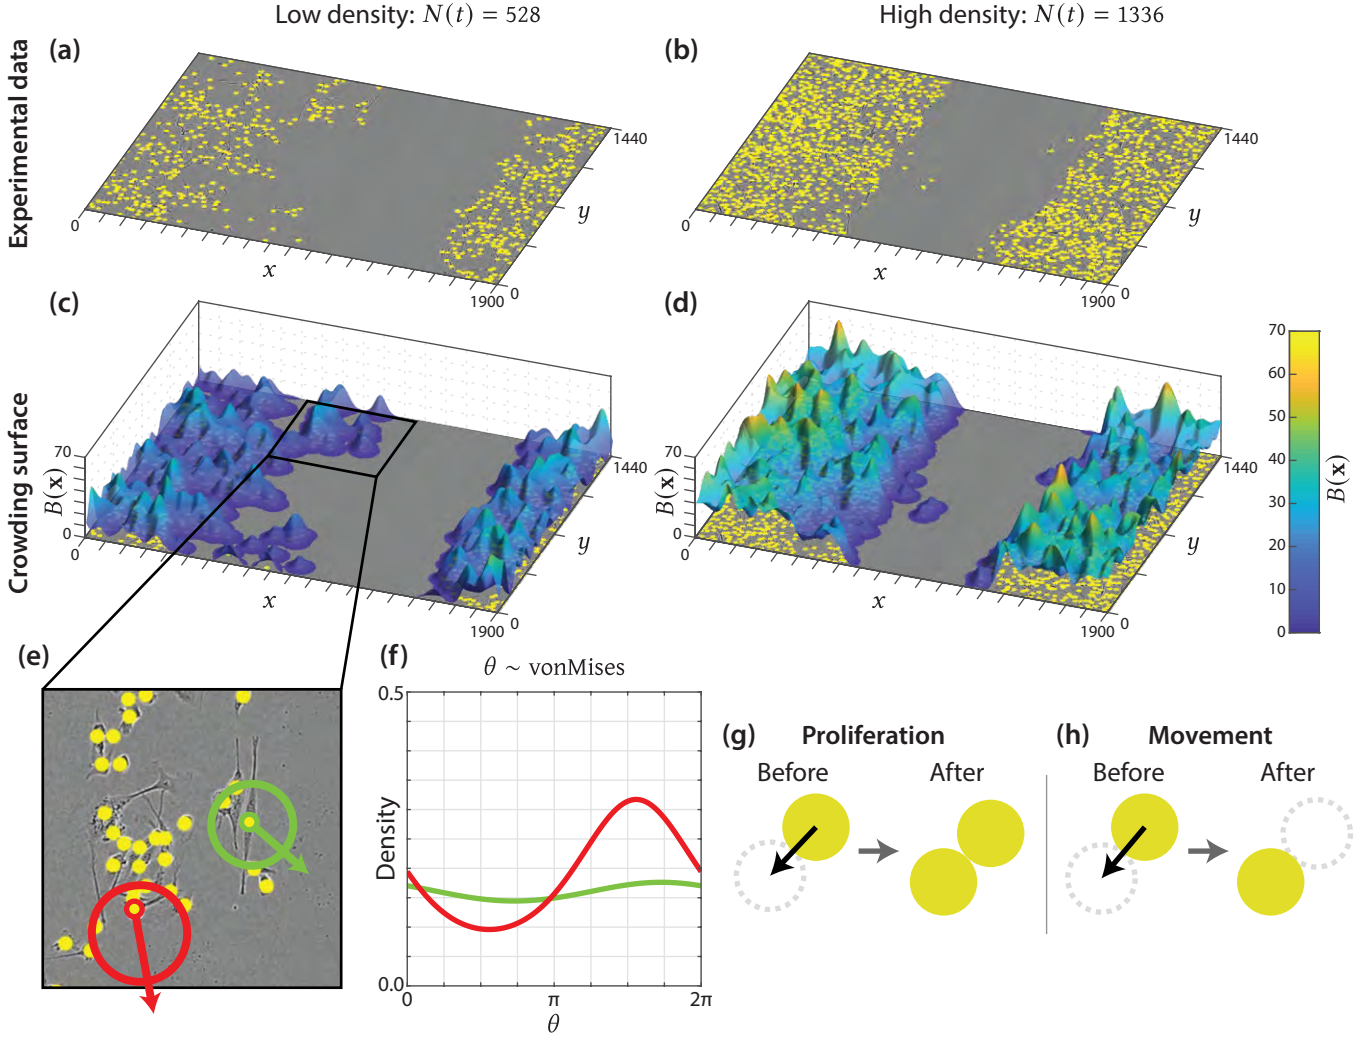 Low density: N(t) = 528
High density: N(t) = 1336
Experimental data
(a)
1440
0
x
y
0
1900
(b)
1440
0
x
y
0
1900
Crowding surface
(c)
70
B(x)
0
0
x
1440
y
0
1900
(d)
70
B(x)
0
0
x
1440
y
0
1900
70
60
50
40
30
20
10
0
B(x)
(e)
(f)
θ ~ vonMises
0.5
Density
0.0
0
π
2π
θ
(g) Proliferation
Before After
(h) Movement
Before After